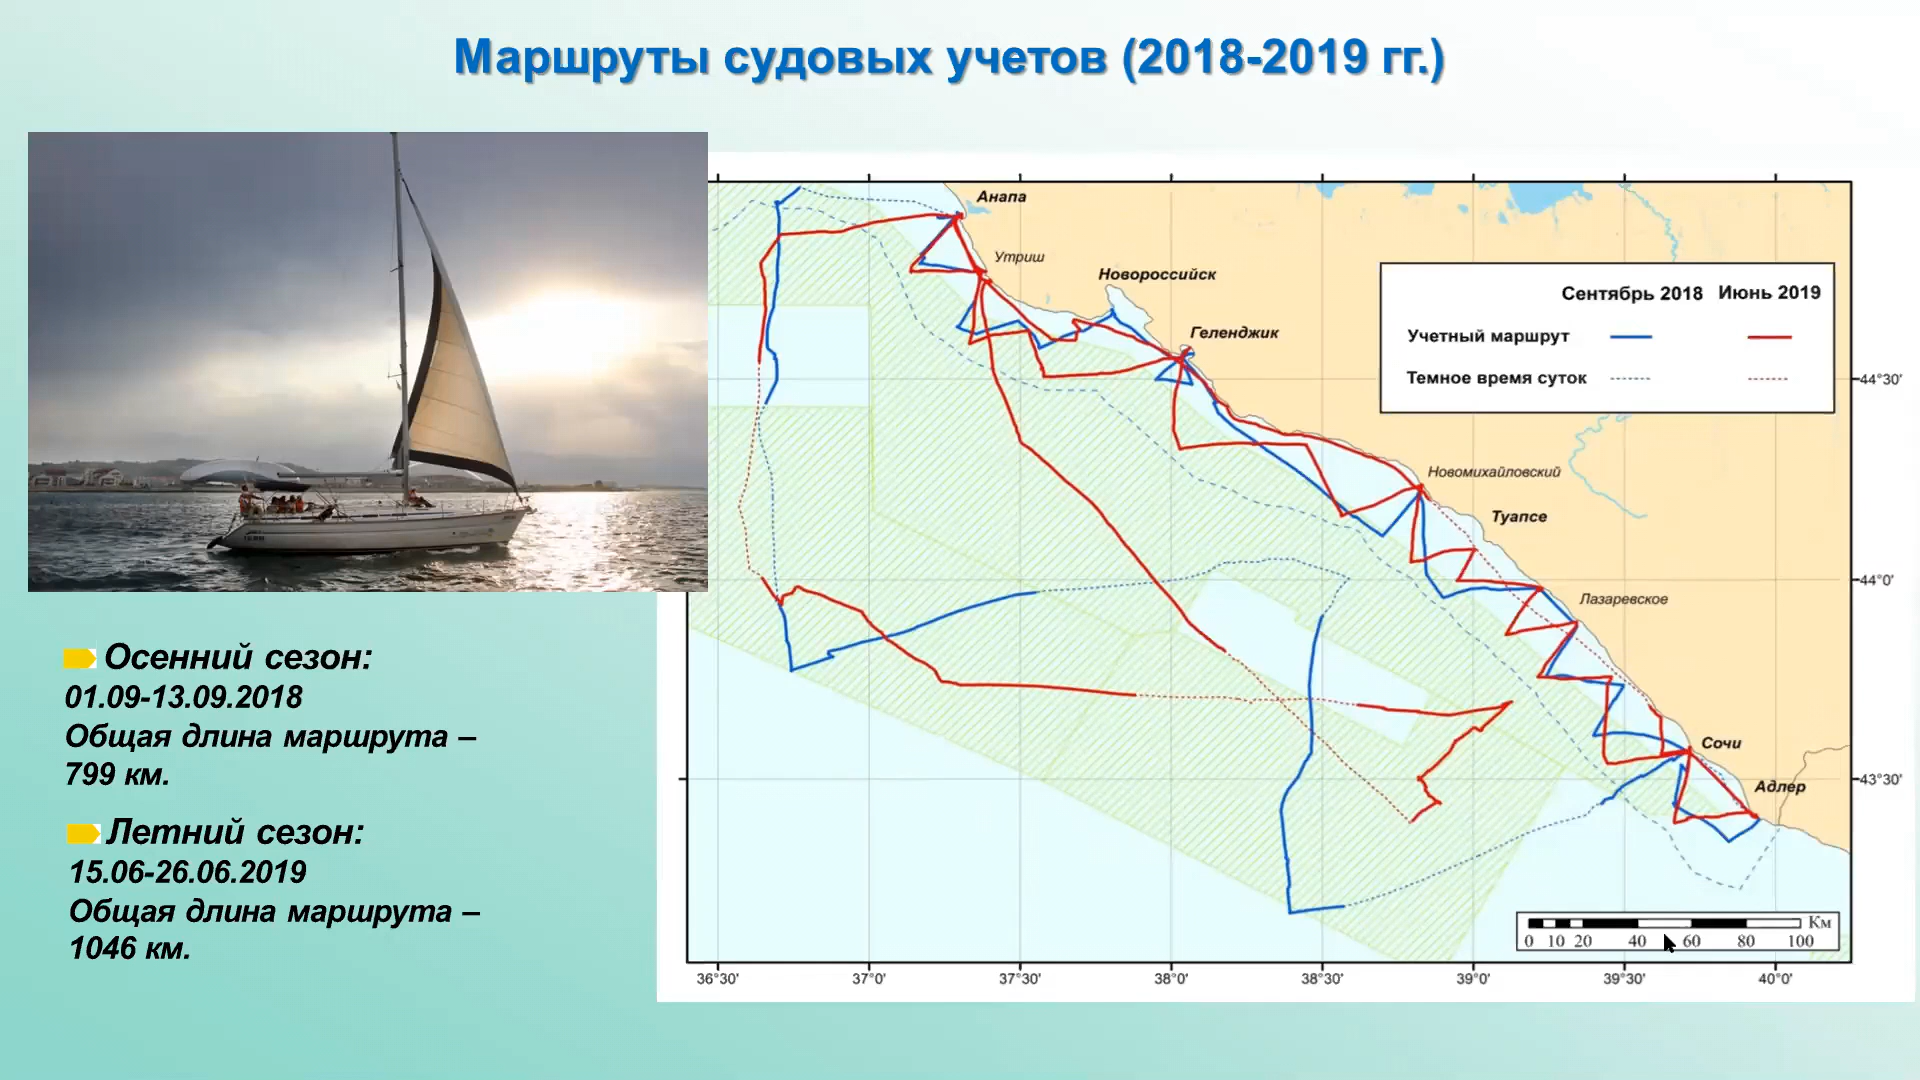 Маршруты судовых учетов (2018-2019 гг.)
Осенний сезон:
01.09-13.09.2018
Общая длина маршрута –
799 км.
Летний сезон:
15.06-26.06.2019
Общая длина маршрута –
1046 км.
Анапа
Утриш
Новороссийск
Геленджик
Новомихайловский
Туапсе
Лазаревское
Сочи
Адлер
Сентябрь 2018 Июнь 2019
Учетный маршрут
Темное время суток
44°30'
44°0'
43°30'
Км
0 10 20 40 60 80 100
36°30' 37°0' 37°30' 38°0' 38°30' 39°0' 39°30' 40°0'